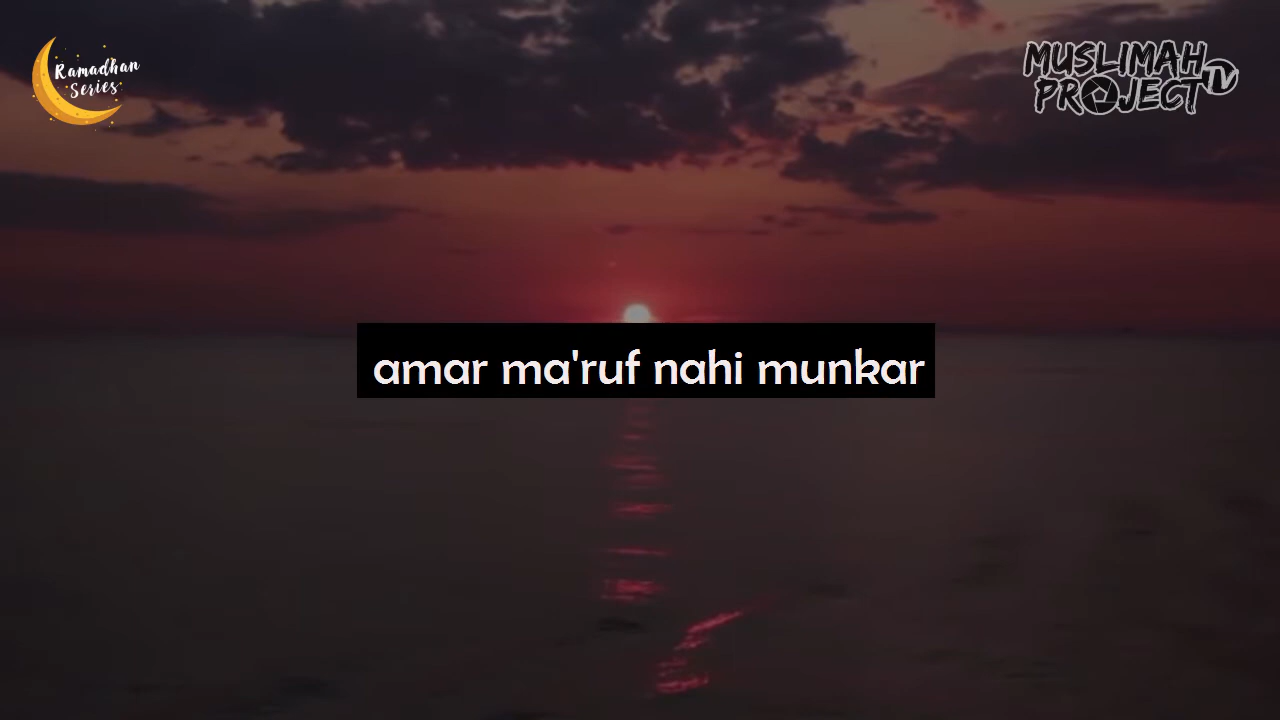 Ramadhan
Series
MUSLIMAH
PROJECT TV
amar ma'ruf nahi munkar